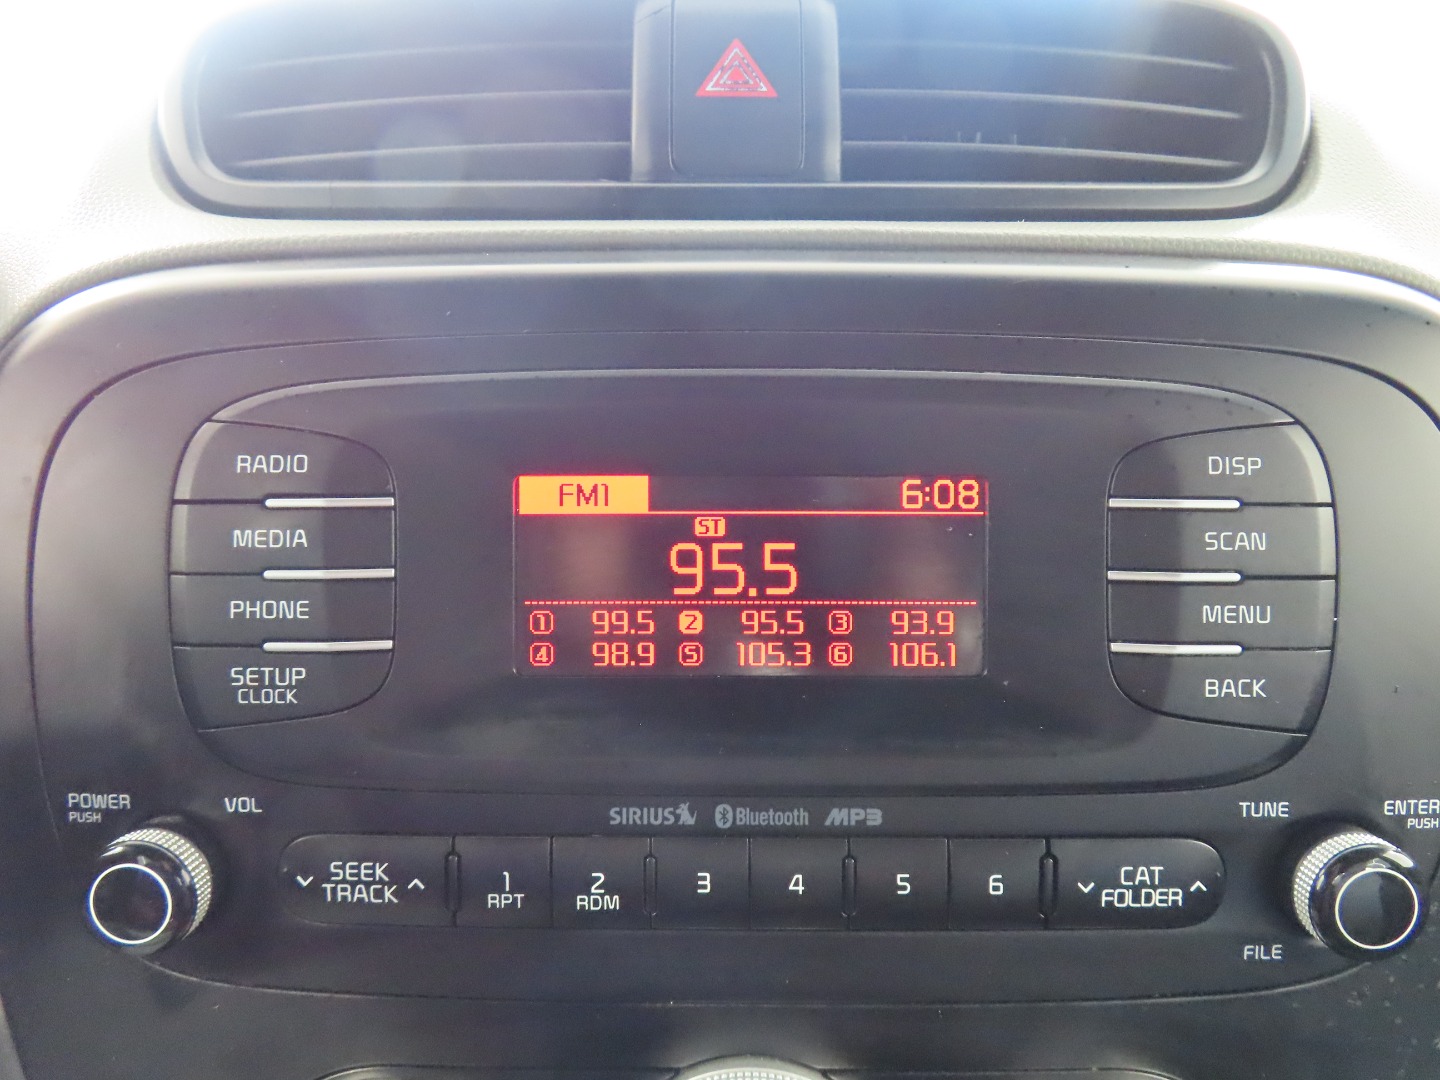 RADIO
MEDIA
PHONE
SETUP
CLOCK
FM1 6:08
ST
95.5
1 99.5 2 95.5 3 93.9
4 98.9 5 105.3 6 106.1
DISP
SCAN
MENU
BACK
POWER
PUSH
VOL
SIRIUS Bluetooth MP3
TUNE
ENTER
PUSH
SEEK
TRACK
1
RPT
2
RDM
3
4
5
6
CAT
FOLDER
FILE